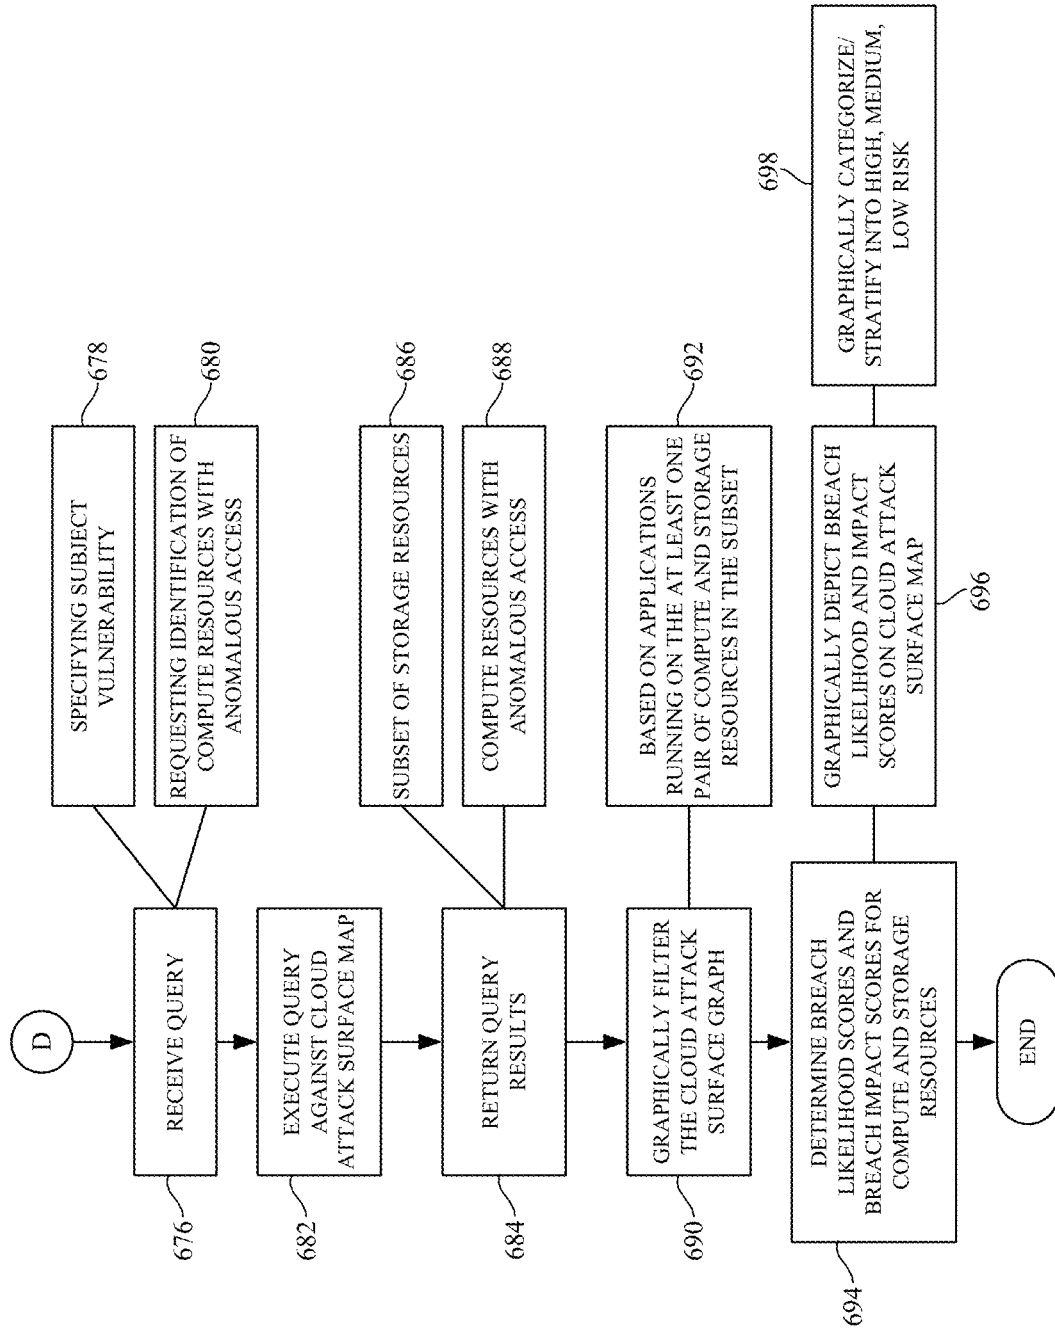 D
RECEIVE QUERY
676
SPECIFYING SUBJECT
VULNERABILITY
678
REQUESTING IDENTIFICATION OF
COMPUTE RESOURCES WITH
ANOMALOUS ACCESS
680
EXECUTE QUERY
AGAINST CLOUD
ATTACK SURFACE MAP
682
RETURN QUERY
RESULTS
684
SUBSET OF STORAGE RESOURCES
686
COMPUTE RESOURCES WITH
ANOMALOUS ACCESS
688
GRAPHICALLY FILTER
THE CLOUD ATTACK
SURFACE GRAPH
690
BASED ON APPLICATIONS
RUNNING ON THE AT LEAST ONE
PAIR OF COMPUTE AND STORAGE
RESOURCES IN THE SUBSET
692
DETERMINE BREACH
LIKELIHOOD SCORES AND
BREACH IMPACT SCORES FOR
COMPUTE AND STORAGE
RESOURCES
694
GRAPHICALLY DEPICT BREACH
LIKELIHOOD AND IMPACT
SCORES ON CLOUD ATTACK
SURFACE MAP
696
GRAPHICALLY CATEGORIZE/
STRATIFY INTO HIGH, MEDIUM,
LOW RISK
698
END